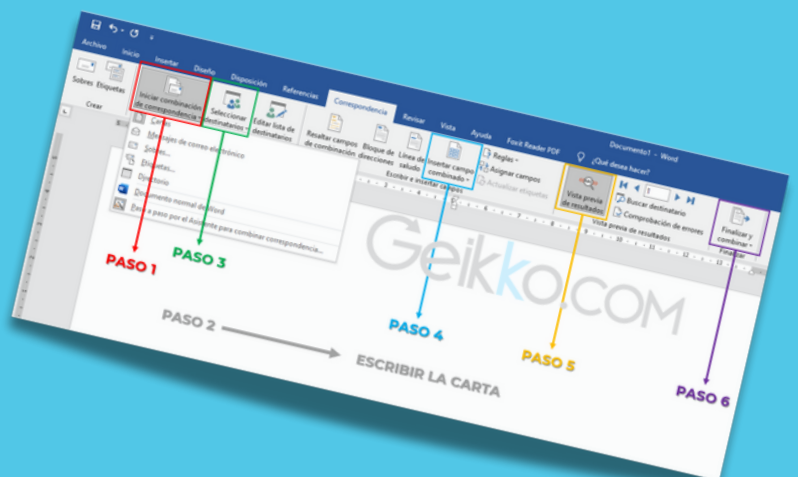 Documento1 - Word
Archivo Inicio Insertar Diseño Disposición Referencias Correspondencia Revisar Vista Ayuda Foxit Reader PDF ¿Qué desea hacer?
Sobres Etiquetas
Crear
Iniciar combinación
de correspondencia
Seleccionar
destinatarios
Editar lista de
destinatarios
Resaltar campos
de combinación
Bloque de
direcciones
Línea de
saludo
Insertar campo
combinado
Escribir e insertar campos
Reglas
Asignar campos
Actualizar etiquetas
Vista previa
de resultados
1
Buscar destinatario
Comprobación de errores
Vista previa de resultados
Finalizar y
combinar
Finalizar
Cartas
Mensajes de correo electrónico
Sobres...
Etiquetas...
Directorio
Documento normal de Word
Paso a paso por el Asistente para combinar correspondencia...
Geikko.COM
PASO 1
PASO 3
PASO 2
ESCRIBIR LA CARTA
PASO 4
PASO 5
PASO 6